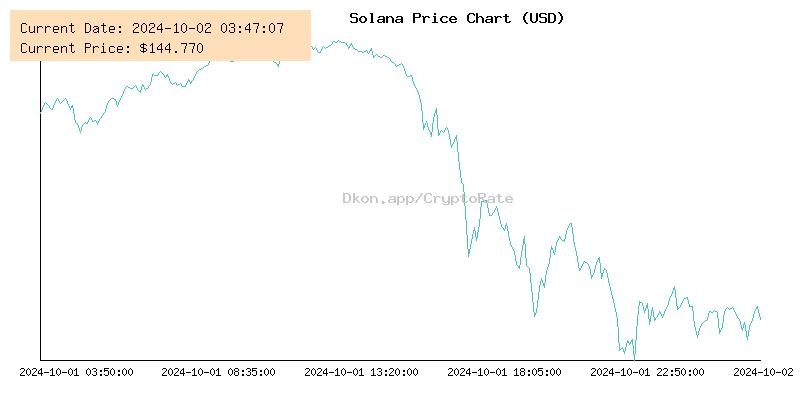 Solana Price Chart (USD)
Current Date: 2024-10-02 03:47:07
Current Price: $144.770
Dkon.app/CryptoRate
2024-10-01 03:50:00
2024-10-01 08:35:00
2024-10-01 13:20:00
2024-10-01 18:05:00
2024-10-01 22:50:00
2024-10-02